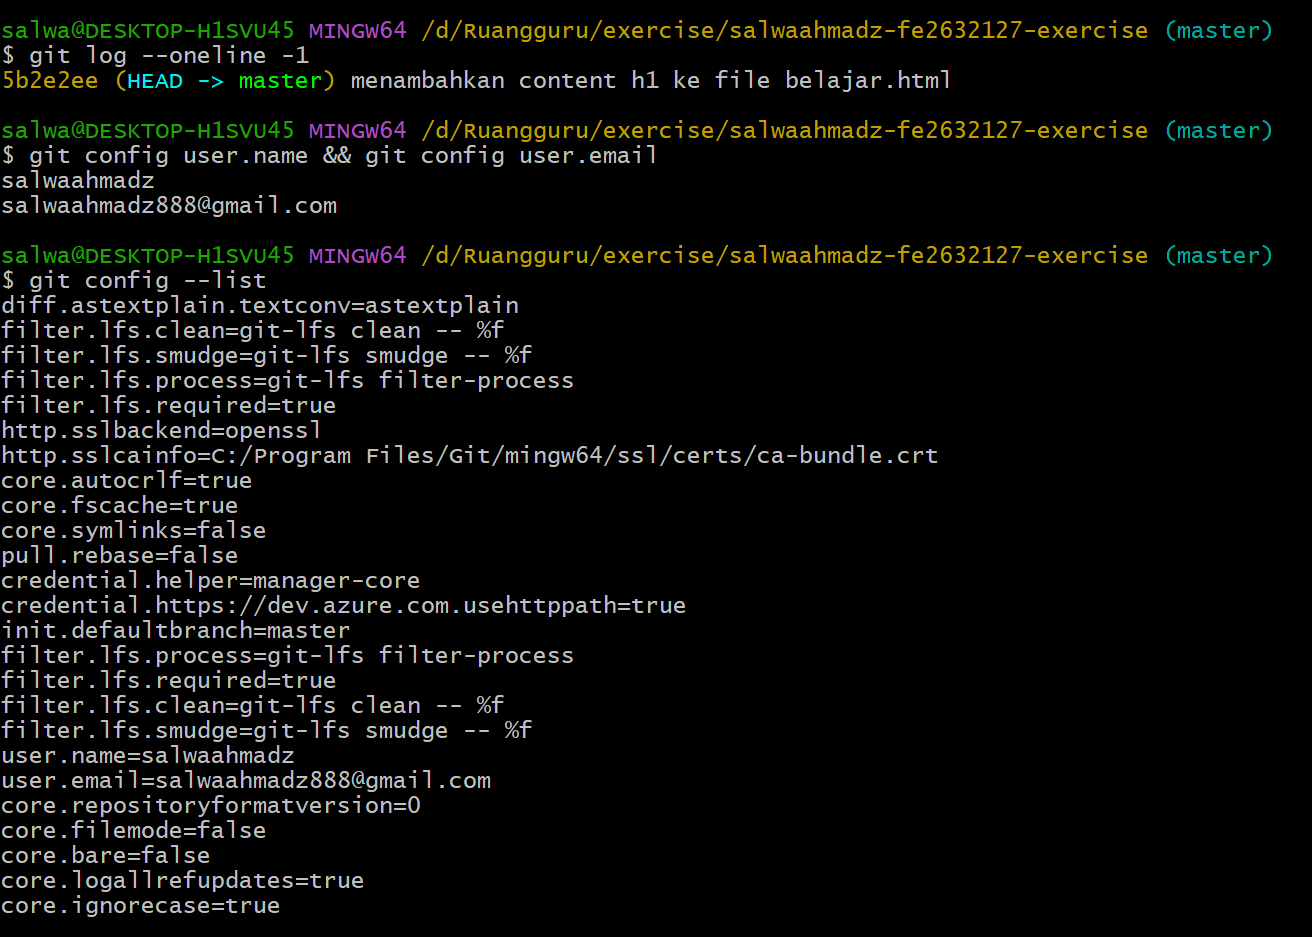 salwa@DESKTOP-H1SVU45 MINGW64 /d/Ruangguru/exercise/salwaahmadz-fe2632127-exercise (master)
$ git log --oneline -1
5b2e2ee (HEAD -> master) menambahkan content h1 ke file belajar.html
salwa@DESKTOP-H1SVU45 MINGW64 /d/Ruangguru/exercise/salwaahmadz-fe2632127-exercise (master)
$ git config user.name && git config user.email
salwaahmadz
salwaahmadz888@gmail.com
salwa@DESKTOP-H1SVU45 MINGW64 /d/Ruangguru/exercise/salwaahmadz-fe2632127-exercise (master)
$ git config --list
diff.astextplain.textconv=astextplain
filter.lfs.clean=git-lfs clean -- %f
filter.lfs.smudge=git-lfs smudge -- %f
filter.lfs.process=git-lfs filter-process
filter.lfs.required=true
http.sslbackend=openssl
http.sslcainfo=C:/Program Files/Git/mingw64/ssl/certs/ca-bundle.crt
core.autocrlf=true
core.fscache=true
core.symlinks=false
pull.rebase=false
credential.helper=manager-core
credential.https://dev.azure.com.usehttppath=true
init.defaultbranch=master
filter.lfs.process=git-lfs filter-process
filter.lfs.required=true
filter.lfs.clean=git-lfs clean -- %f
filter.lfs.smudge=git-lfs smudge -- %f
user.name=salwaahmadz
user.email=salwaahmadz888@gmail.com
core.repositoryformatversion=0
core.filemode=false
core.bare=false
core.logallrefupdates=true
core.ignorecase=true